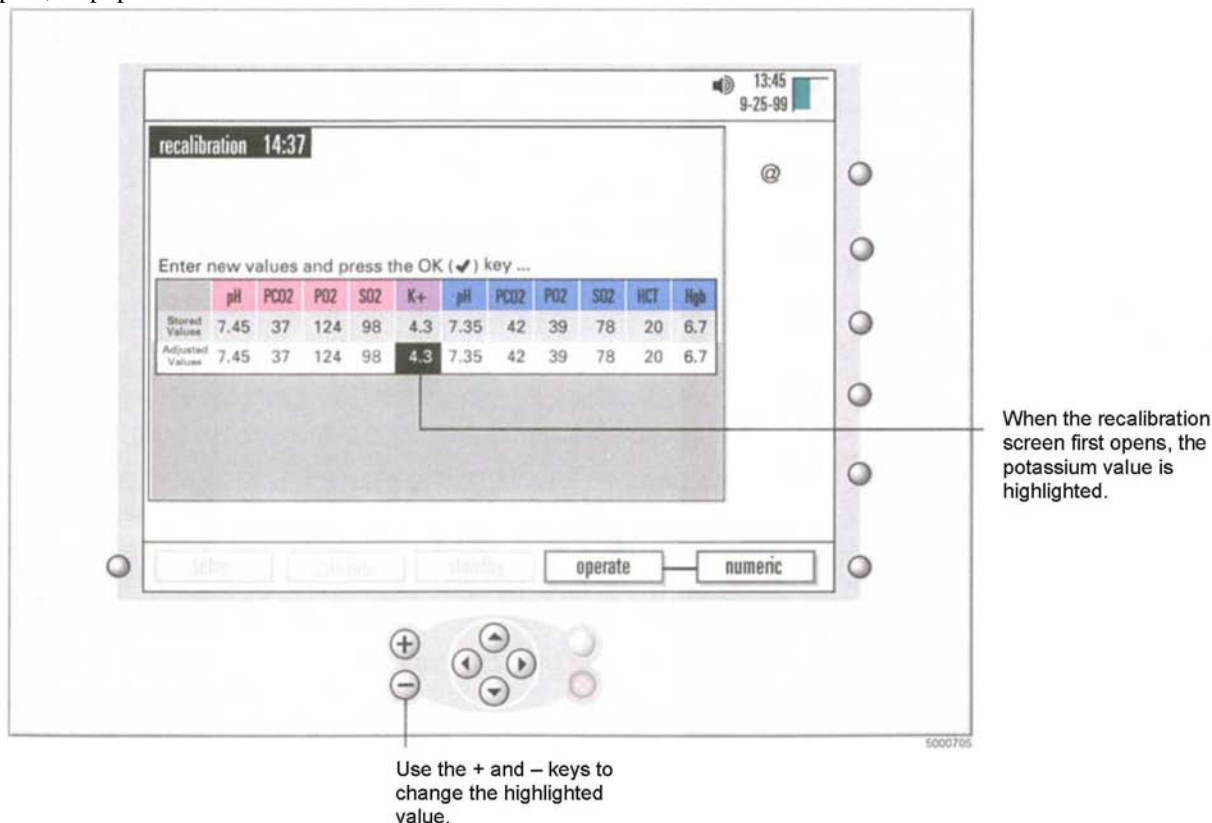 13:45
9-25-99
recalibration 14:37
@
Enter new values and press the OK (✔) key ...
pH PCO2 PO2 SO2 K+ pH PCO2 PO2 SO2 HCT Hgb
Stored Values 7.45 37 124 98 4.3 7.35 42 39 78 20 6.7
Adjusted Values 7.45 37 124 98 4.3 7.35 42 39 78 20 6.7
When the recalibration
screen first opens, the
potassium value is
highlighted.
setup calibrate standby operate numeric
+
–
5000705
Use the + and – keys to
change the highlighted
value.